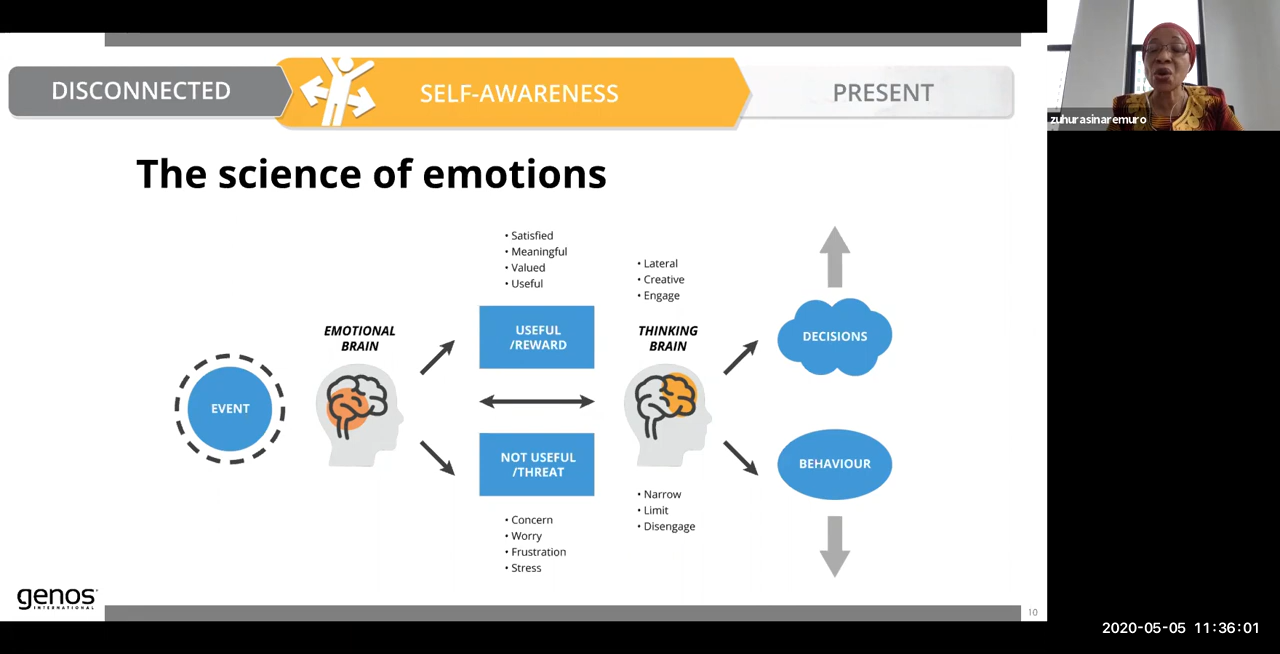 DISCONNECTED
SELF-AWARENESS
PRESENT
zuhurasinaremuro
The science of emotions
• Satisfied
• Meaningful
• Valued
• Useful
• Lateral
• Creative
• Engage
EMOTIONAL
BRAIN
USEFUL
/REWARD
THINKING
BRAIN
DECISIONS
EVENT
NOT USEFUL
/THREAT
BEHAVIOUR
• Narrow
• Limit
• Disengage
• Concern
• Worry
• Frustration
• Stress
genos
INTERNATIONAL
10
2020-05-05 11:36:01